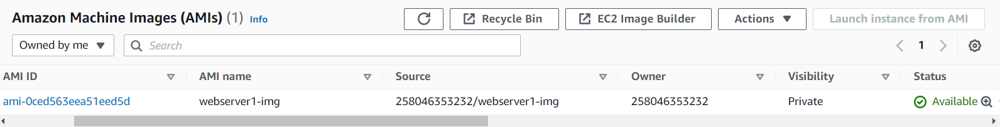 Amazon Machine Images (AMIs) (1) Info
Recycle Bin
EC2 Image Builder
Actions
Launch instance from AMI
Owned by me
Search
1
AMI ID AMI name Source Owner Visibility Status
ami-0ced563eea51eed5d webserver1-img 258046353232/webserver1-img 258046353232 Private Available